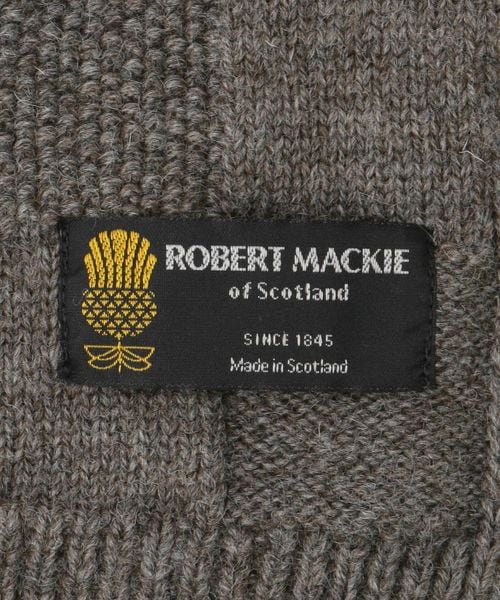 ROBERT MACKIE
of Scotland
SINCE 1845
Made in Scotland